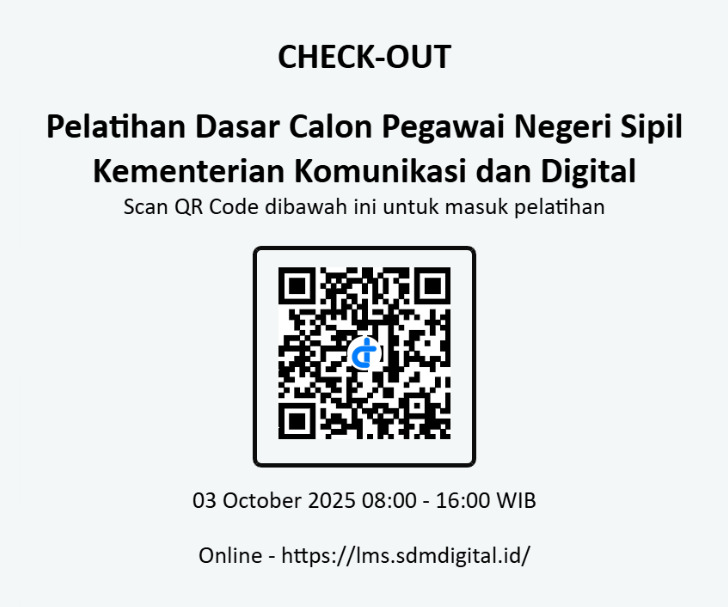 CHECK-OUT
Pelatihan Dasar Calon Pegawai Negeri Sipil
Kementerian Komunikasi dan Digital
Scan QR Code dibawah ini untuk masuk pelatihan
03 October 2025 08:00 - 16:00 WIB
Online - https://lms.sdmdigital.id/